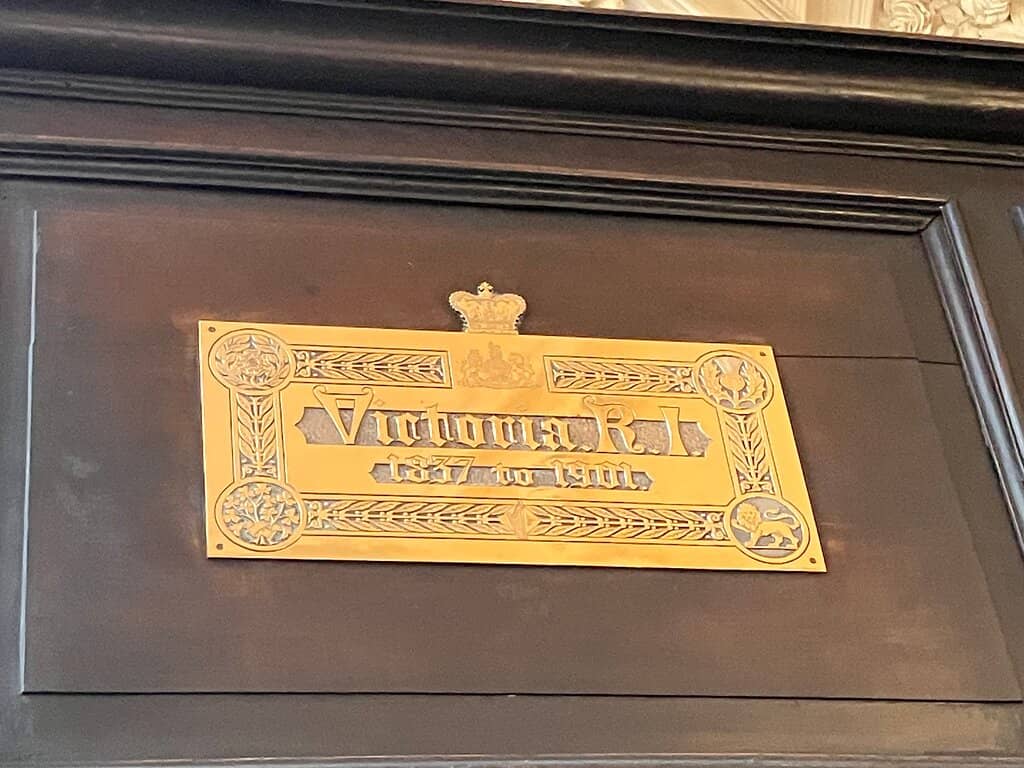 Victoria R.I.
1837 to 1901.